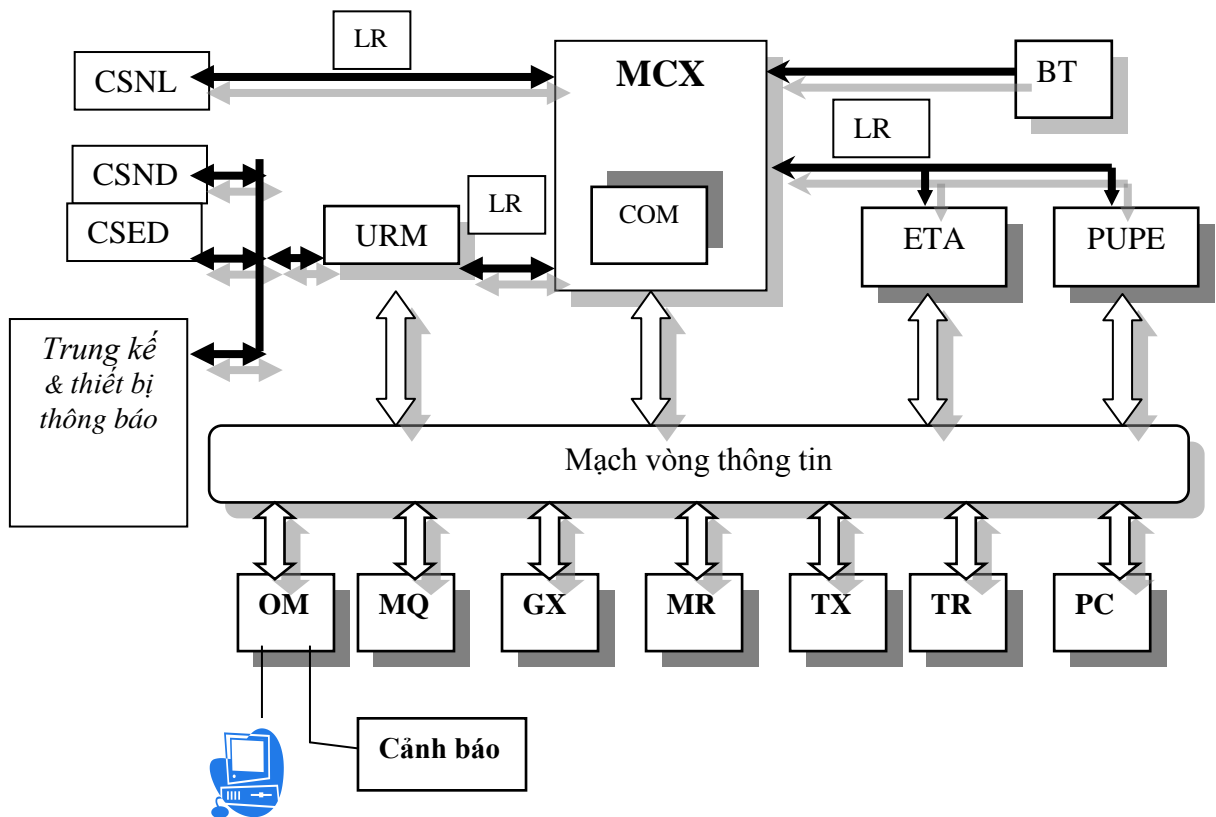 LR
CSNL
MCX
BT
LR
CSND
LR
COM
CSED
URM
ETA
PUPE
Trung kế
& thiết bị
thông báo
Mạch vòng thông tin
OM
MQ
GX
MR
TX
TR
PC
Cảnh báo